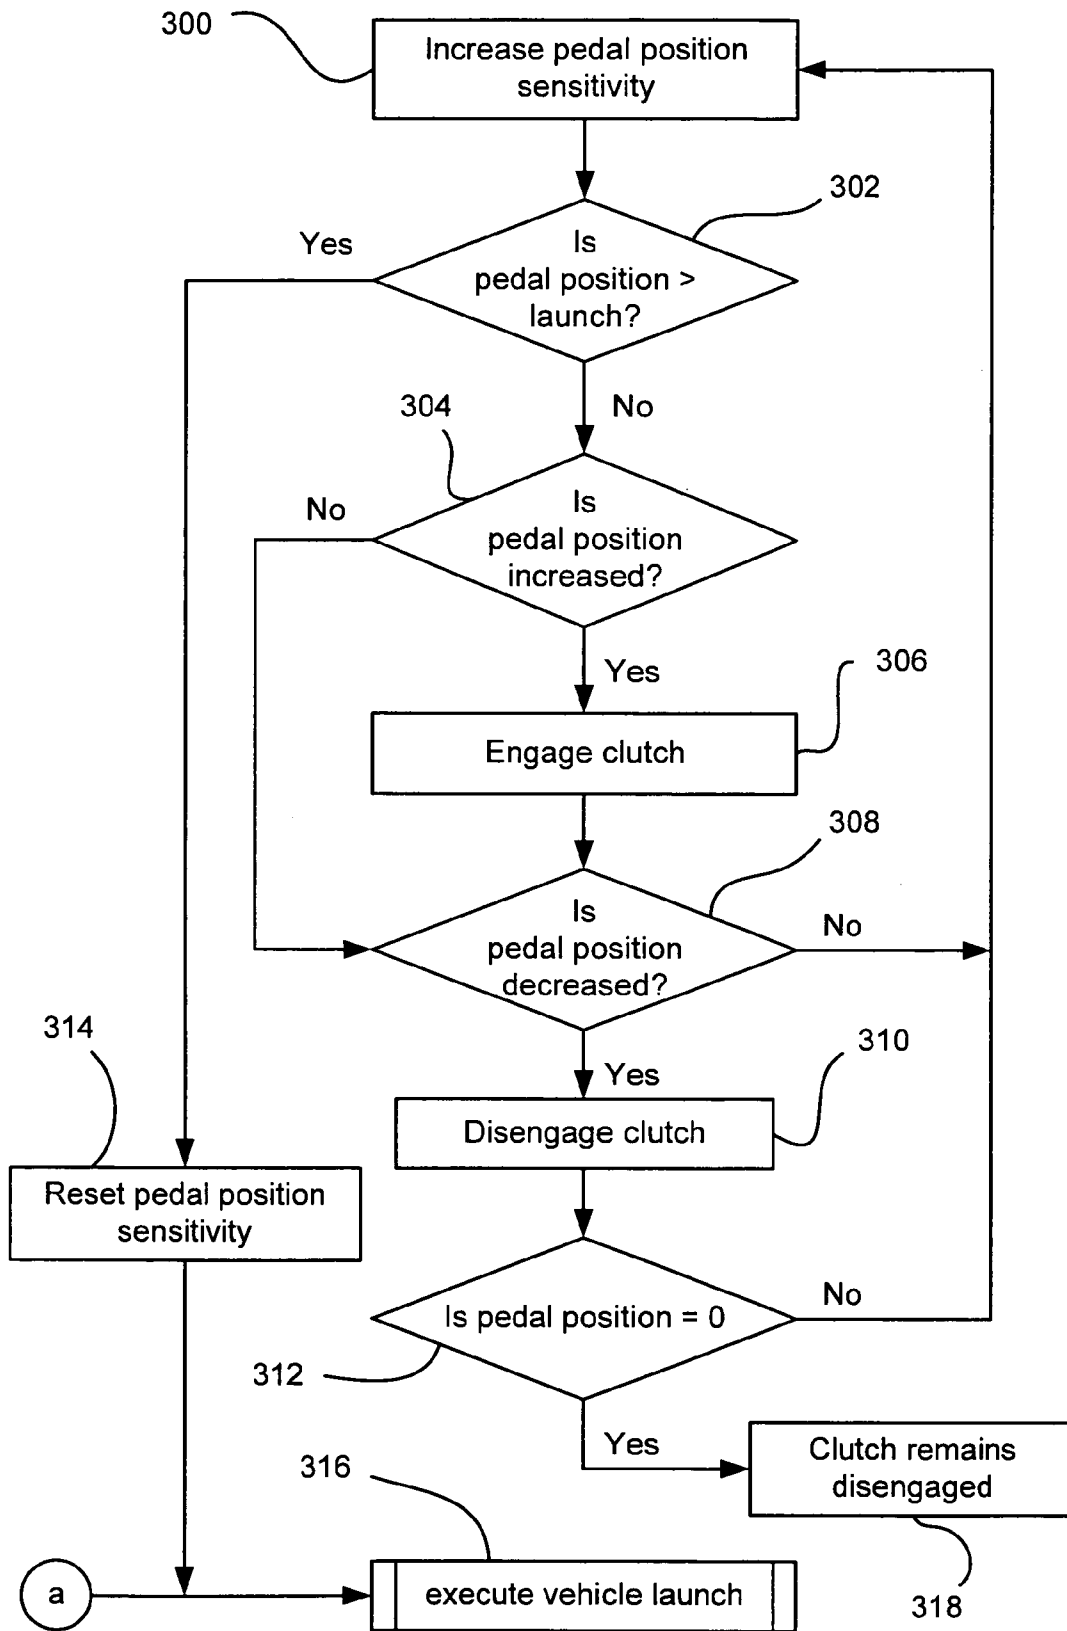 300
Increase pedal position
sensitivity
302
Yes
Is
pedal position >
launch?
304
No
No
Is
pedal position
increased?
306
Yes
Engage clutch
308
Is
pedal position
decreased?
No
314
310
Yes
Disengage clutch
Reset pedal position
sensitivity
Is pedal position = 0
No
312
Yes
Clutch remains
disengaged
316
a
execute vehicle launch
318